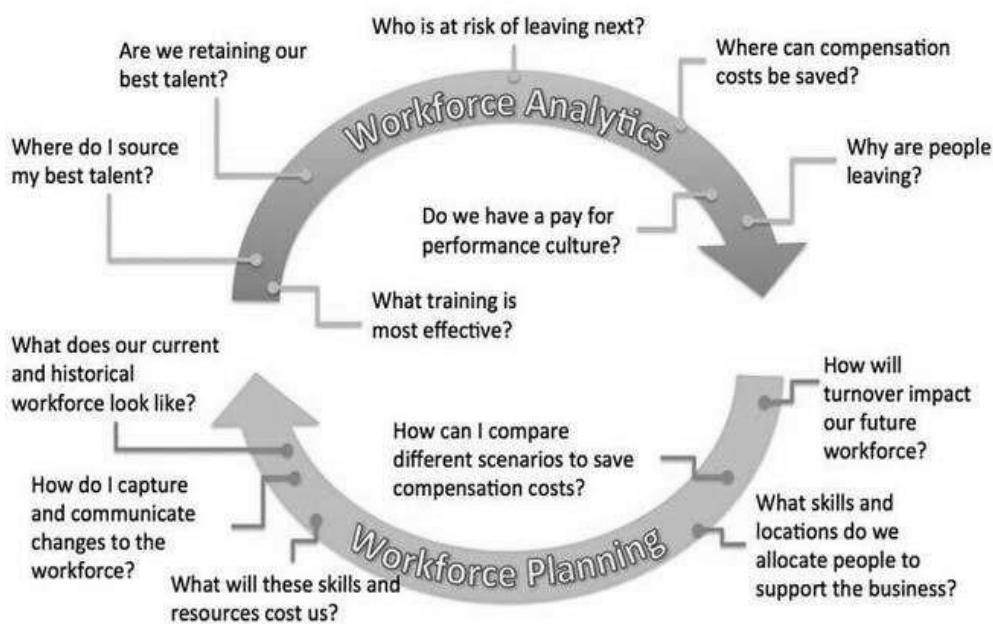 Who is at risk of leaving next?
Are we retaining our
best talent?
Where can compensation
costs be saved?
Workforce Analytics
Where do I source
my best talent?
Why are people
leaving?
Do we have a pay for
performance culture?
What training is
most effective?
What does our current
and historical
workforce look like?
How will
turnover impact
our future
workforce?
How can I compare
different scenarios to save
compensation costs?
How do I capture
and communicate
changes to the
workforce?
What skills and
locations do we
allocate people to
support the business?
Workforce Planning
What will these skills and
resources cost us?